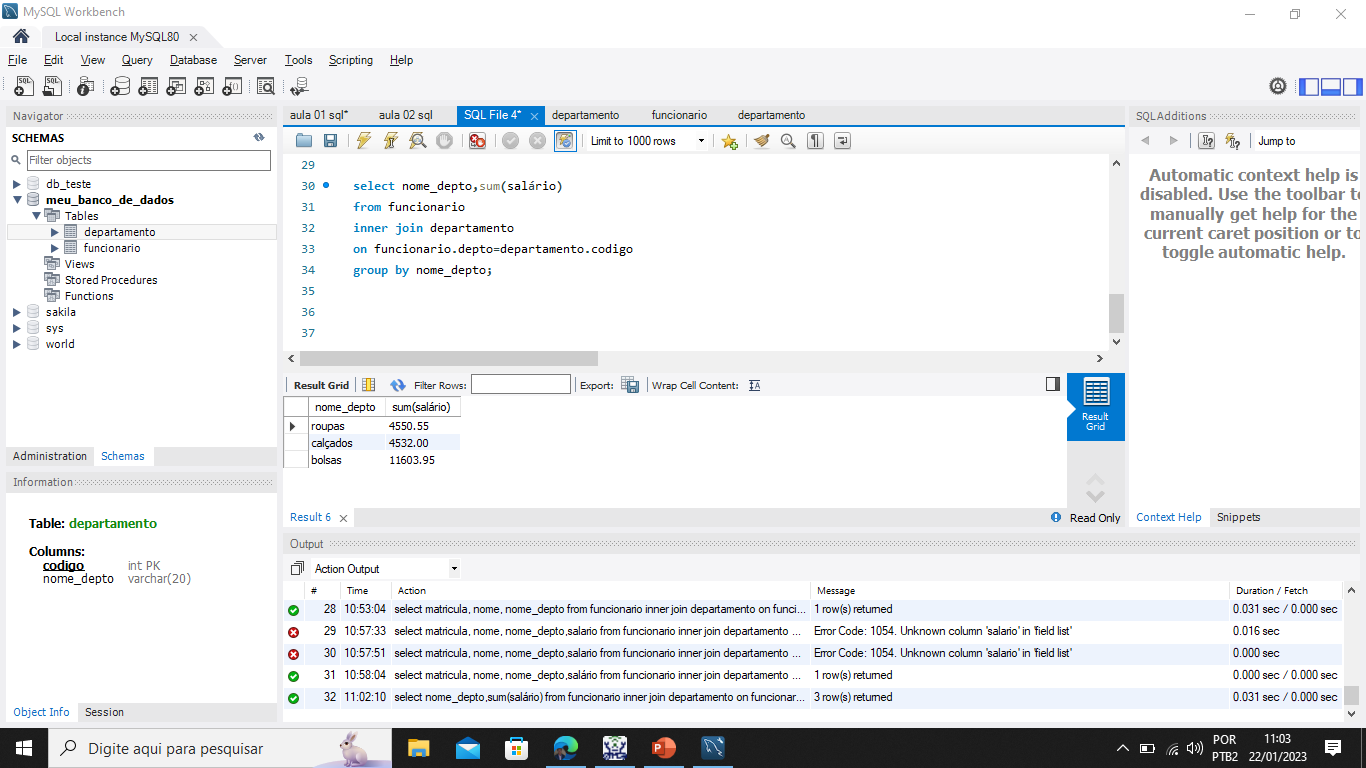 MySQL Workbench
Local instance MySQL80
File Edit View Query Database Server Tools Scripting Help
Navigator
SCHEMAS
Filter objects
db_teste
meu_banco_de_dados
Tables
departamento
funcionario
Views
Stored Procedures
Functions
sakila
sys
world
Administration Schemas
Information
Table: departamento
Columns:
codigo int PK
nome_depto varchar(20)
Object Info Session
aula 01 sql* aula 02 sql SQL File 4* departamento funcionario departamento
Limit to 1000 rows
29
30 select nome_depto,sum(salário)
31 from funcionario
32 inner join departamento
33 on funcionario.depto=departamento.codigo
34 group by nome_depto;
35
36
37
Result Grid Filter Rows: Export: Wrap Cell Content:
nome_depto sum(salário)
roupas 4550.55
calçados 4532.00
bolsas 11603.95
Result Grid
Result 6 Read Only
SQLAdditions
Jump to
Automatic context help is
disabled. Use the toolbar to
manually get help for the
current caret position or to
toggle automatic help.
Context Help Snippets
Output
Action Output
# Time Action Message Duration / Fetch
28 10:53:04 select matricula, nome, nome_depto from funcionario inner join departamento on funci... 1 row(s) returned 0.031 sec / 0.000 sec
29 10:57:33 select matricula, nome, nome_depto,salario from funcionario inner join departamento ... Error Code: 1054. Unknown column 'salario' in 'field list' 0.016 sec
30 10:57:51 select matricula, nome, nome_depto,salario from funcionario inner join departamento ... Error Code: 1054. Unknown column 'salario' in 'field list' 0.000 sec
31 10:58:04 select matricula, nome, nome_depto,salário from funcionario inner join departamento ... 1 row(s) returned 0.000 sec / 0.000 sec
32 11:02:10 select nome_depto,sum(salário) from funcionario inner join departamento on funcionar... 3 row(s) returned 0.031 sec / 0.000 sec
Digite aqui para pesquisar
POR
PTB2
11:03
22/01/2023